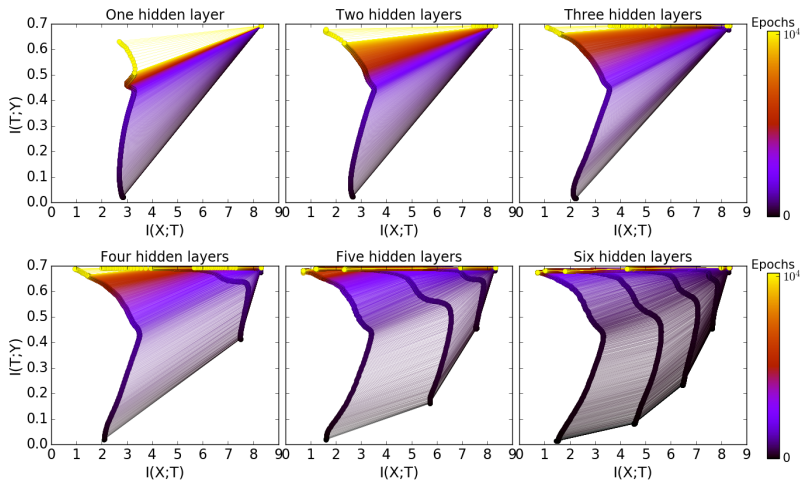 One hidden layer
Two hidden layers
Three hidden layers
Epochs
10^4
0
0.7
0.6
0.5
0.4
0.3
0.2
0.1
0.0
I(T;Y)
0 1 2 3 4 5 6 7 8 9
0 1 2 3 4 5 6 7 8 9
0 1 2 3 4 5 6 7 8 9
I(X;T)
I(X;T)
I(X;T)
Four hidden layers
Five hidden layers
Six hidden layers
Epochs
10^4
0
0.7
0.6
0.5
0.4
0.3
0.2
0.1
0.0
I(T;Y)
0 1 2 3 4 5 6 7 8 9
0 1 2 3 4 5 6 7 8 9
0 1 2 3 4 5 6 7 8 9
I(X;T)
I(X;T)
I(X;T)